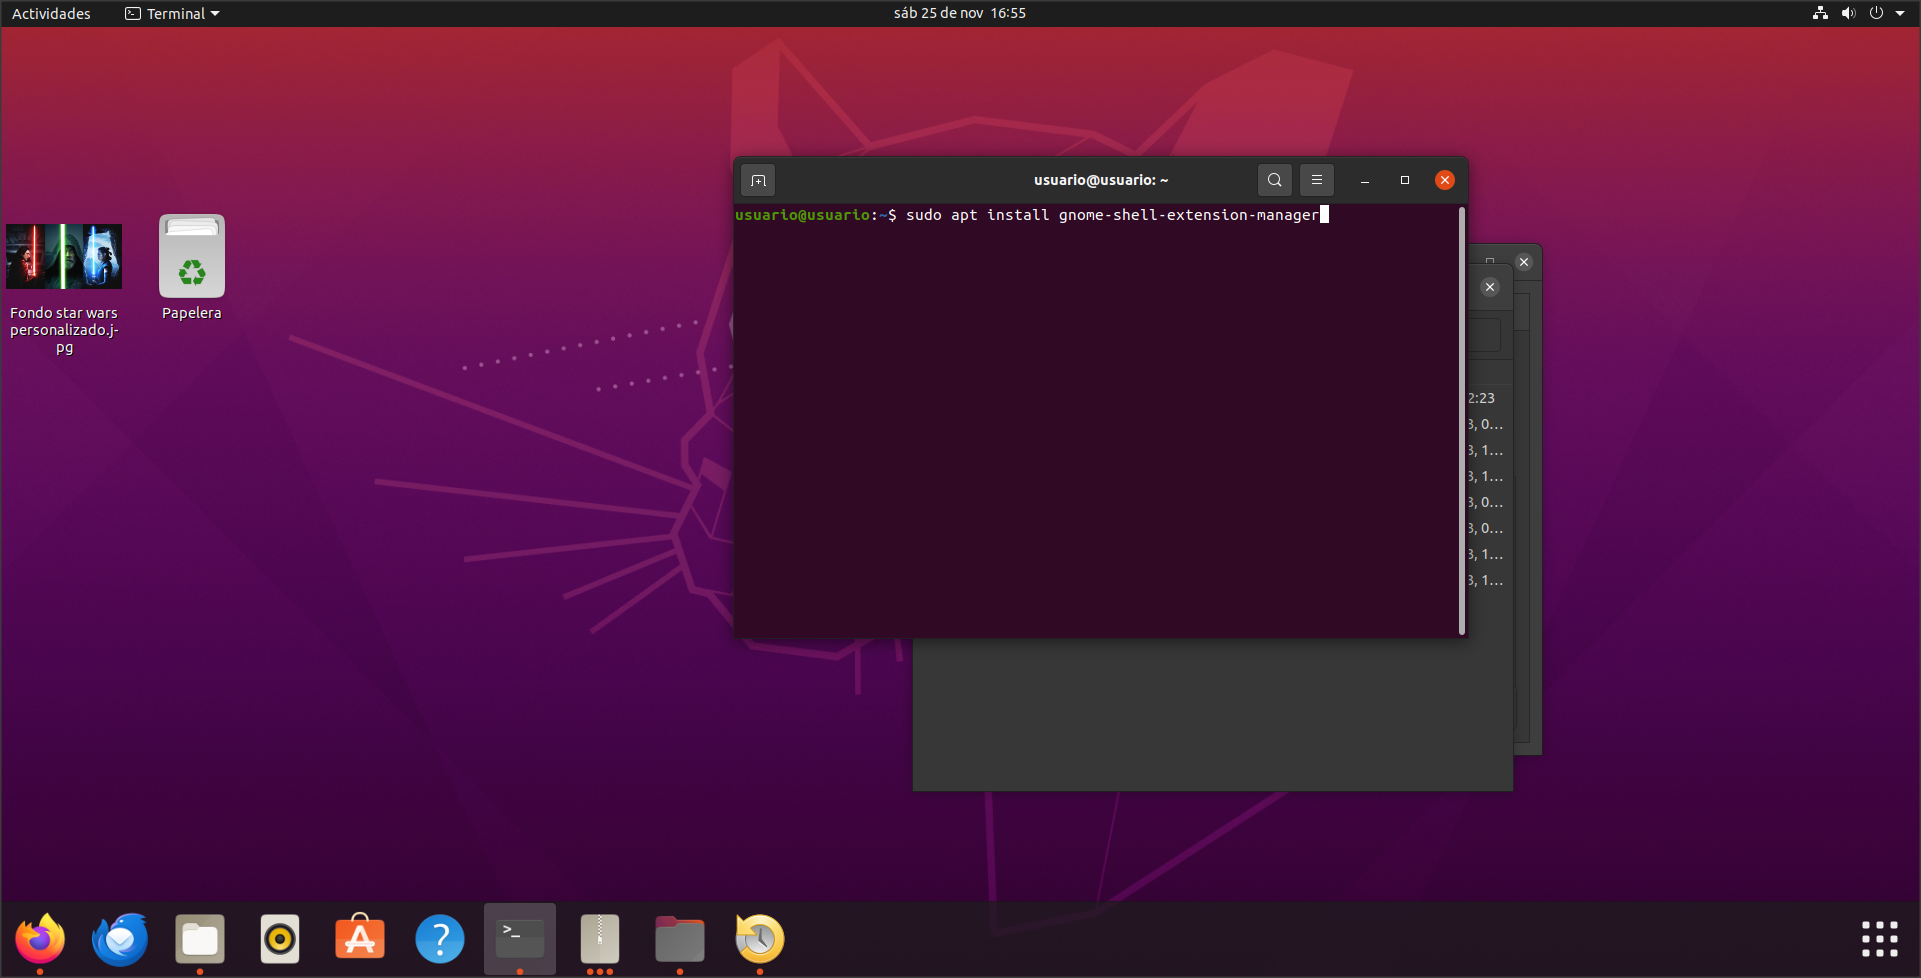 Actividades
Terminal
sáb 25 de nov 16:55
usuario@usuario: ~
usuario@usuario:~$ sudo apt install gnome-shell-extension-manager
Fondo star wars
personalizado.j-
pg
Papelera
2:23
3, 0...
3, 1...
3, 1...
3, 0...
3, 0...
3, 1...
3, 1...